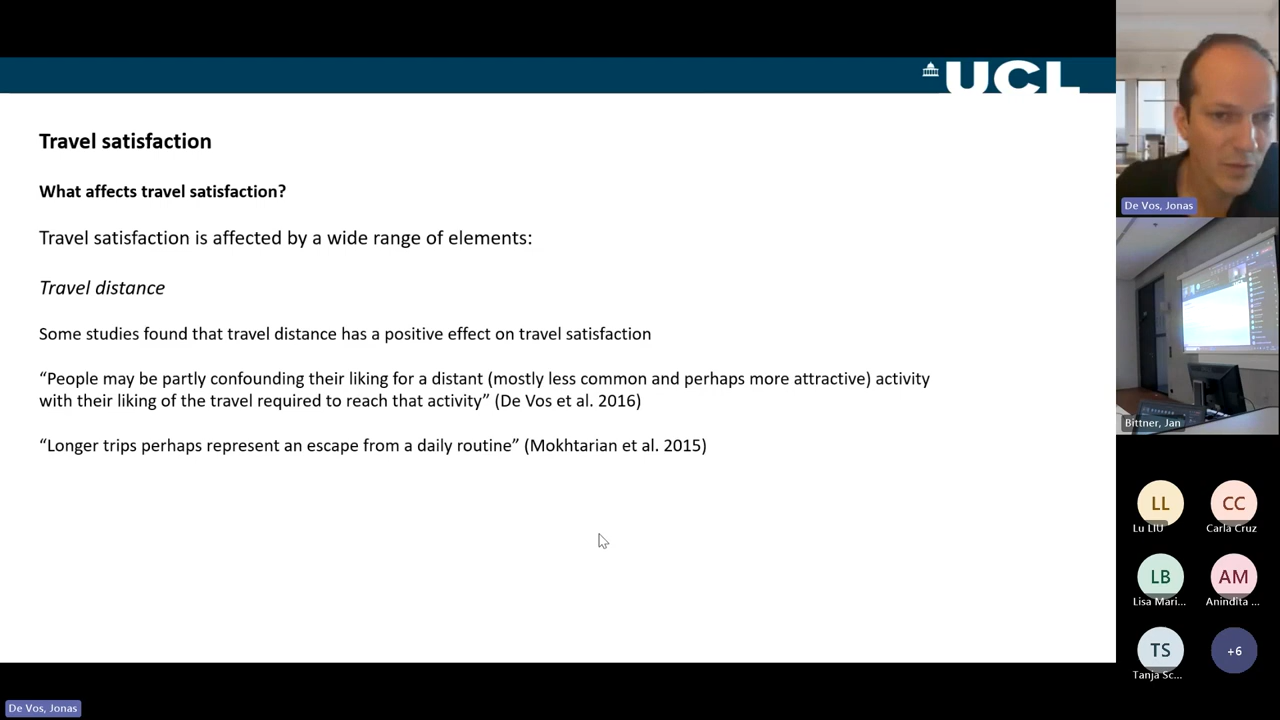 UCL
Travel satisfaction
What affects travel satisfaction?
Travel satisfaction is affected by a wide range of elements:
Travel distance
Some studies found that travel distance has a positive effect on travel satisfaction
“People may be partly confounding their liking for a distant (mostly less common and perhaps more attractive) activity
with their liking of the travel required to reach that activity” (De Vos et al. 2016)
“Longer trips perhaps represent an escape from a daily routine” (Mokhtarian et al. 2015)
De Vos, Jonas
De Vos, Jonas
Bittner, Jan
LL
Lu LIU
CC
Carla Cruz
LB
Lisa Mari...
AM
Anindita ...
TS
Tanja Sc...
+6